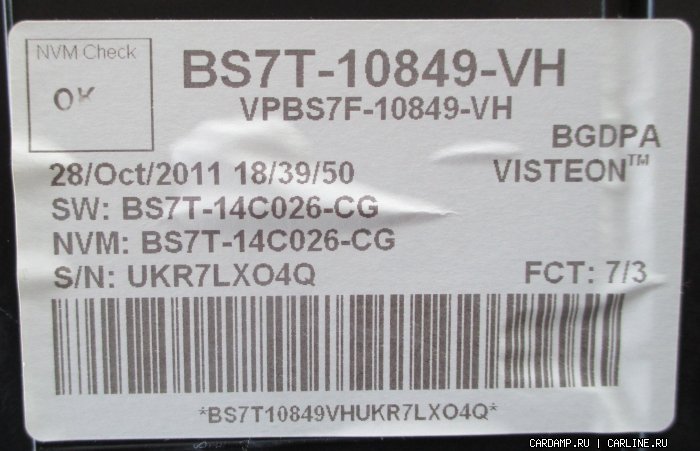 NVM Check
OK
BS7T-10849-VH
VPBS7F-10849-VH
BGDPA
28/Oct/2011 18/39/50
VISTEON™
SW: BS7T-14C026-CG
NVM: BS7T-14C026-CG
S/N: UKR7LXO4Q
FCT: 7/3
*BS7T10849VHUKR7LXO4Q*
CARDAMP.RU | CARLINE.RU